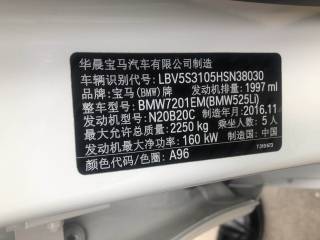 华晨宝马汽车有限公司制造
车辆识别代号: LBV5S3105HSN38030
品牌: 宝马(BMW) 发动机排量: 1997 ml
整车型号: BMW7201EM(BMW525Li)
发动机型号: N20B20C 制造年月: 2016.11
最大允许总质量: 2250 kg 乘坐人数: 5人
发动机最大净功率: 160 kW 制造国: 中国
颜色代码/色圈: A96